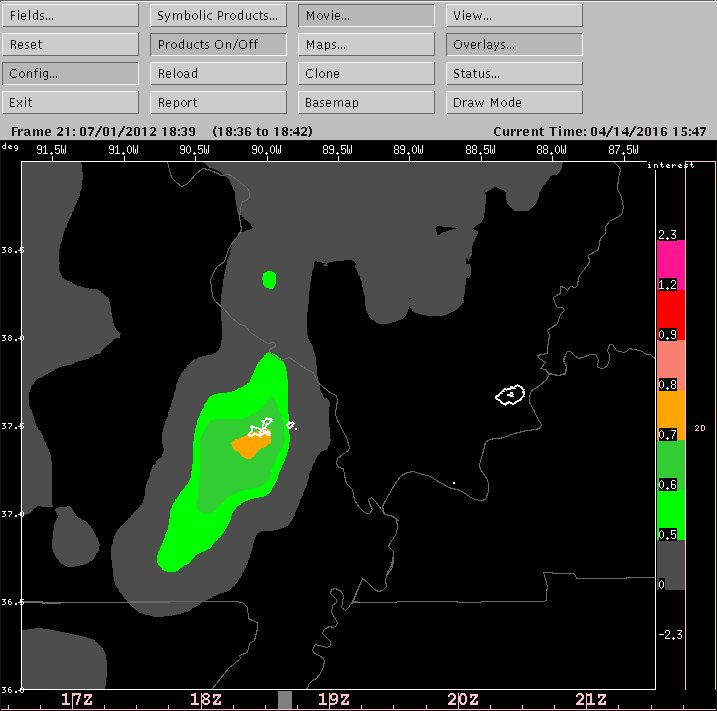 Fields... Symbolic Products... Movie... View...
Reset Products On/Off Maps... Overlays...
Config... Reload Clone Status...
Exit Report Basemap Draw Mode
Frame 21: 07/01/2012 18:39 (18:36 to 18:42) Current Time: 04/14/2016 15:47
deg 91.5W 91.0W 90.5W 90.0W 89.5W 89.0W 88.5W 88.0W 87.5W
interest
2.3
38.5
1.2
38.0 0.9
0.8
37.5 0.7 2D
0.6
37.0 0.5
0
36.5
-2.3
36.0
17Z 18Z 19Z 20Z 21Z